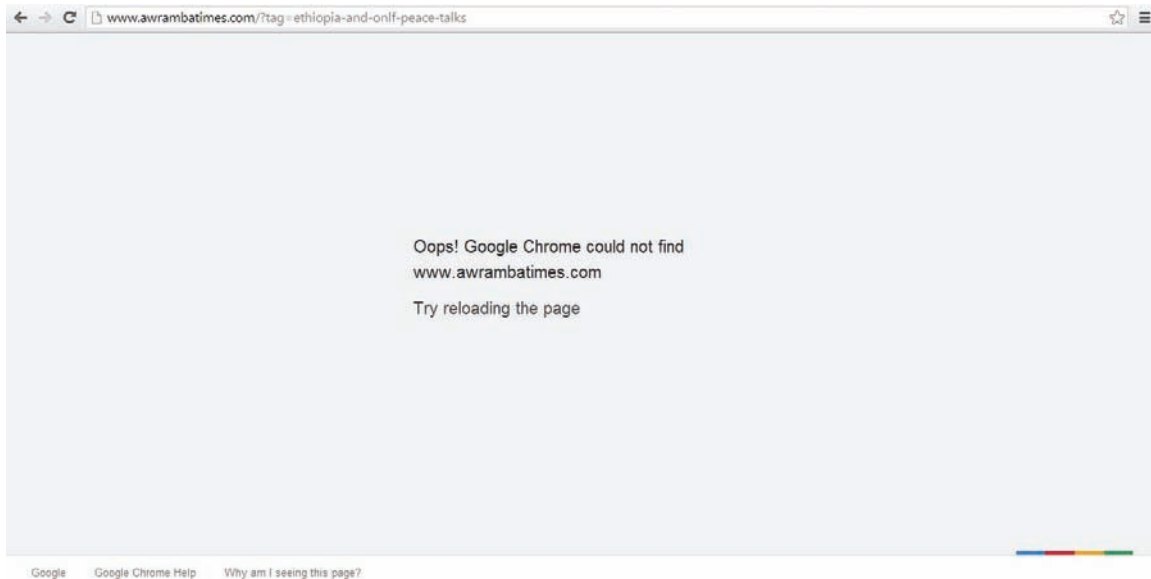 www.awrambatimes.com/?tag=ethiopia-and-onlf-peace-talks
Oops! Google Chrome could not find
www.awrambatimes.com
Try reloading the page
Google Google Chrome Help Why am I seeing this page?